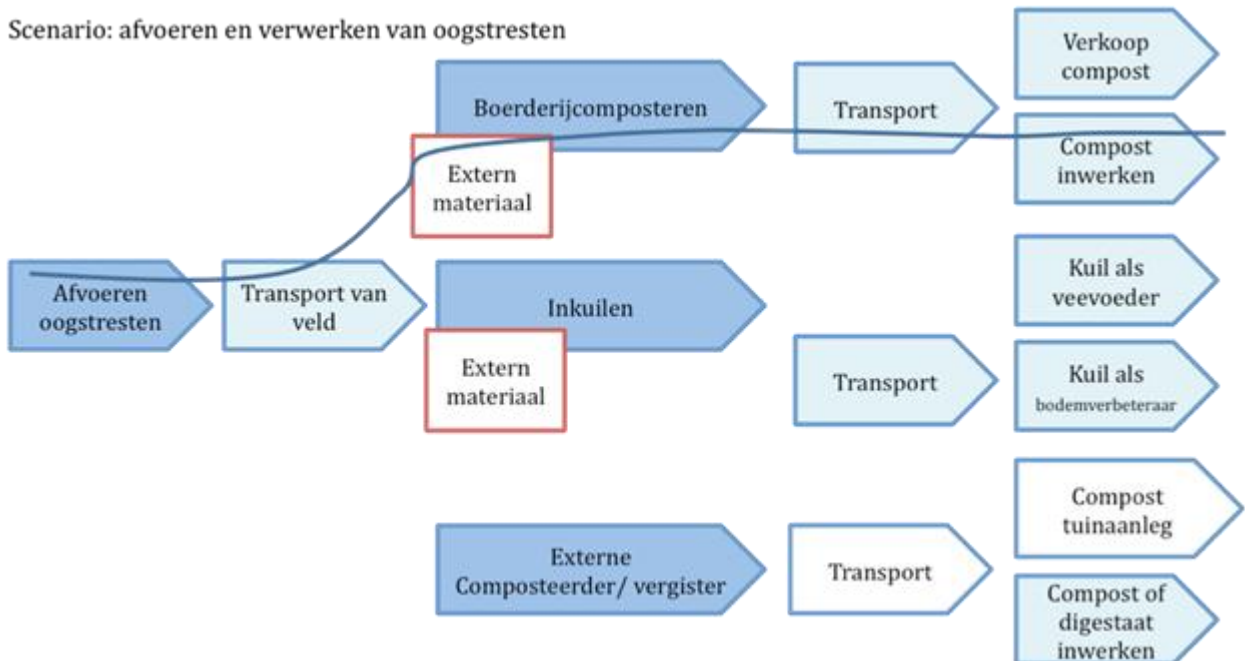 Scenario: afvoeren en verwerken van oogstresten
Verkoop
compost
Boerderijcomposteren
Transport
Compost
inwerken
Extern
materiaal
Afvoeren
oogstresten
Transport van
veld
Inkuilen
Kuil als
veevoeder
Extern
materiaal
Transport
Kuil als
bodemverbeteraar
Externe
Composteerder/ vergister
Transport
Compost
tuinaanleg
Compost of
digestaat
inwerken